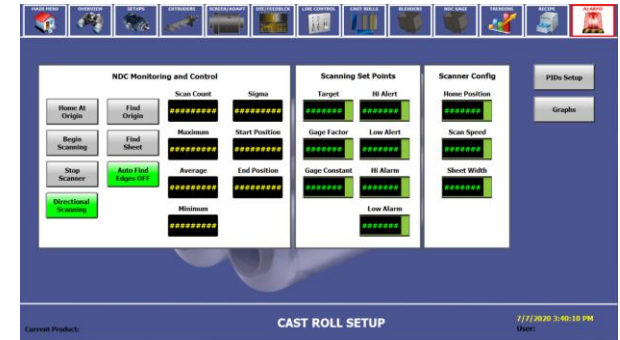 MAIN MENU
OVERVIEW
SETUPS
EXTRUDERS
SCREEN/ADAPT
DIE/FEEDBLCK
LINE CONTROL
CAST ROLLS
BLENDERS
NDC GAGE
TRENDING
RECIPE
ALARMS
NDC Monitoring and Control
Scan Count
Sigma
Home At
Origin
Find
Origin
#########
#########
Maximum
Start Position
Begin
Scanning
Find
Sheet
#########
#########
Average
End Position
Stop
Scanner
Auto Find
Edges OFF
#########
#########
Directional
Scanning
Minimum
#########
Scanning Set Points
Target
Hi Alert
#######
#######
Gage Factor
Low Alert
#######
#######
Gage Constant
Hi Alarm
#######
#######
Low Alarm
#######
Scanner Config
Home Position
#######
Scan Speed
#######
Sheet Width
#######
PIDs Setup
Graphs
Current Product:
CAST ROLL SETUP
7/7/2020 3:40:10 PM
User: